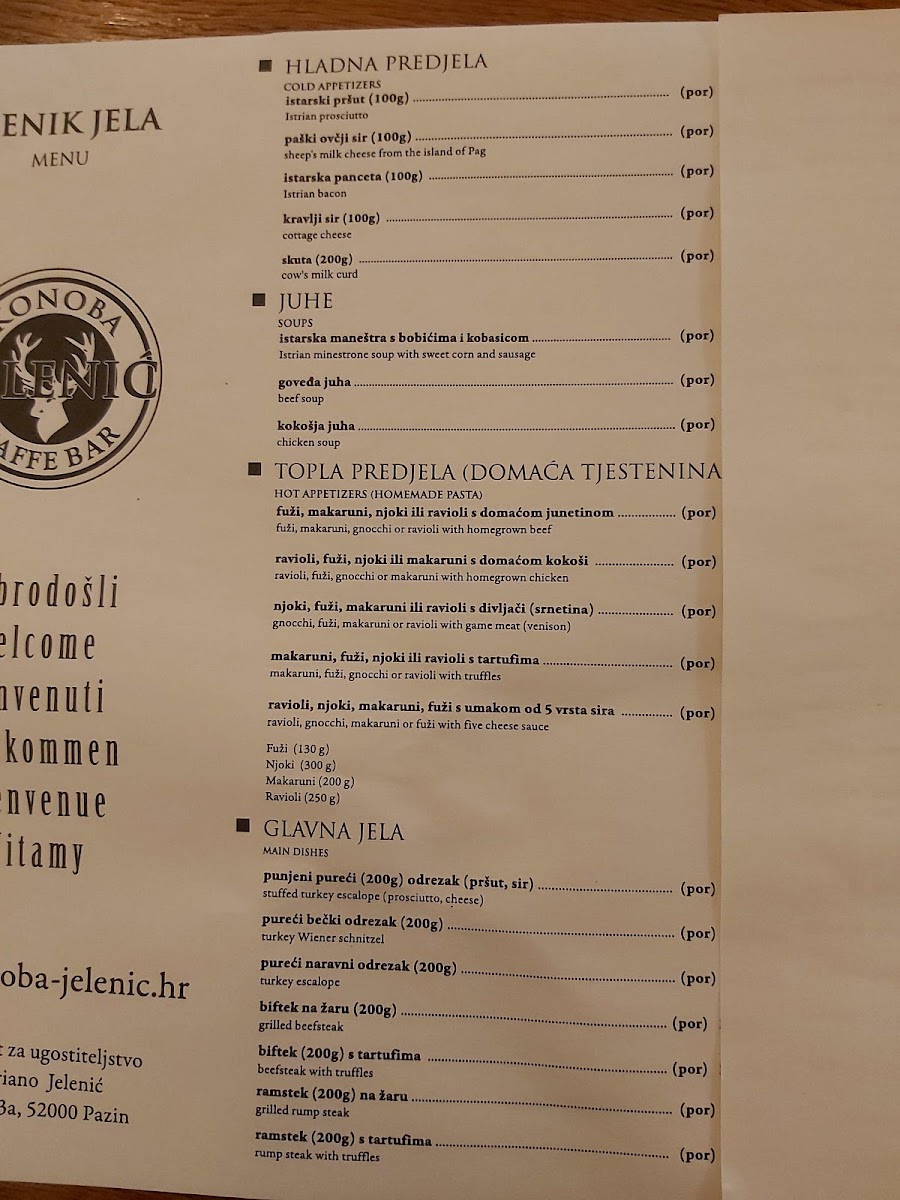 MENU
KONOBA
CAFFE BAR
kommen
oba-jelenic.hr
za ugostiteljstvo
Jelenić
3a, 52000 Pazin
HLADNA PREDJELA
COLD APPETIZERS
istarski pršut (100g) (por)
Istrian prosciutto
paški ovčji sir (100g) (por)
sheep's milk cheese from the island of Pag
istarska panceta (100g) (por)
Istrian bacon
kravlji sir (100g) (por)
cottage cheese
skuta (200g) (por)
cow's milk curd
JUHE
SOUPS
istarska maneštra s bobićima i kobasicom (por)
Istrian minestrone soup with sweet corn and sausage
goveđa juha (por)
beef soup
kokošja juha (por)
chicken soup
TOPLA PREDJELA (DOMAĆA TJESTENINA
HOT APPETIZERS (HOMEMADE PASTA)
fuži, makaruni, njoki ili ravioli s domaćom junetinom (por)
fuži, makaruni, gnocchi or ravioli with homegrown beef
ravioli, fuži, njoki ili makaruni s domaćom kokoši (por)
ravioli, fuži, gnocchi or makaruni with homegrown chicken
njoki, fuži, makaruni ili ravioli s divljači (srnetina) (por)
gnocchi, fuži, makaruni or ravioli with game meat (venison)
makaruni, fuži, njoki ili ravioli s tartufima (por)
makaruni, fuži, gnocchi or ravioli with truffles
ravioli, njoki, makaruni, fuži s umakom od 5 vrsta sira (por)
ravioli, gnocchi, makaruni or fuži with five cheese sauce
Fuži (130 g)
Njoki (300 g)
Makaruni (200 g)
Ravioli (250 g)
GLAVNA JELA
MAIN DISHES
punjeni pureći (200g) odrezak (pršut, sir) (por)
stuffed turkey escalope (prosciutto, cheese)
pureći bečki odrezak (200g) (por)
turkey Wiener schnitzel
pureći naravni odrezak (200g) (por)
turkey escalope
biftek na žaru (200g) (por)
grilled beefsteak
biftek (200g) s tartufima (por)
beefsteak with truffles
ramstek (200g) na žaru (por)
grilled rump steak
ramstek (200g) s tartufima (por)
rump steak with truffles